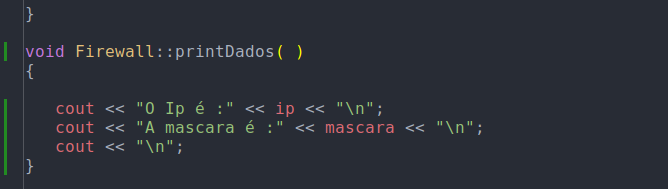 }
void Firewall::printDados( )
{
cout << "O Ip é :" << ip << "\n";
cout << "A mascara é :" << mascara << "\n";
cout << "\n";
}